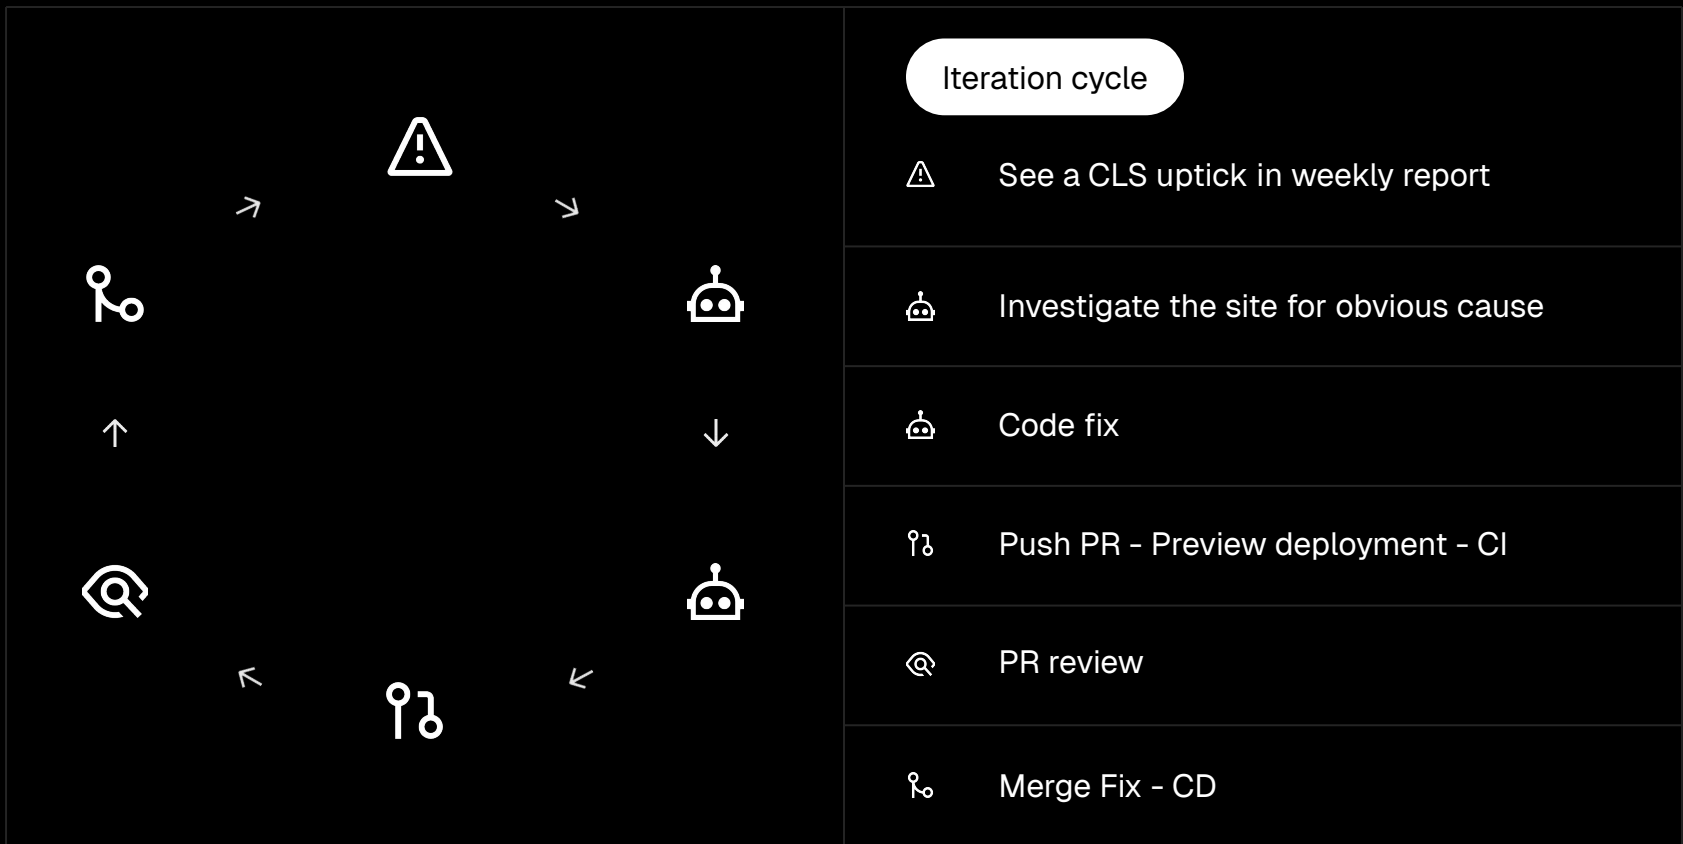 Iteration cycle
See a CLS uptick in weekly report
Investigate the site for obvious cause
Code fix
Push PR - Preview deployment - CI
PR review
Merge Fix - CD